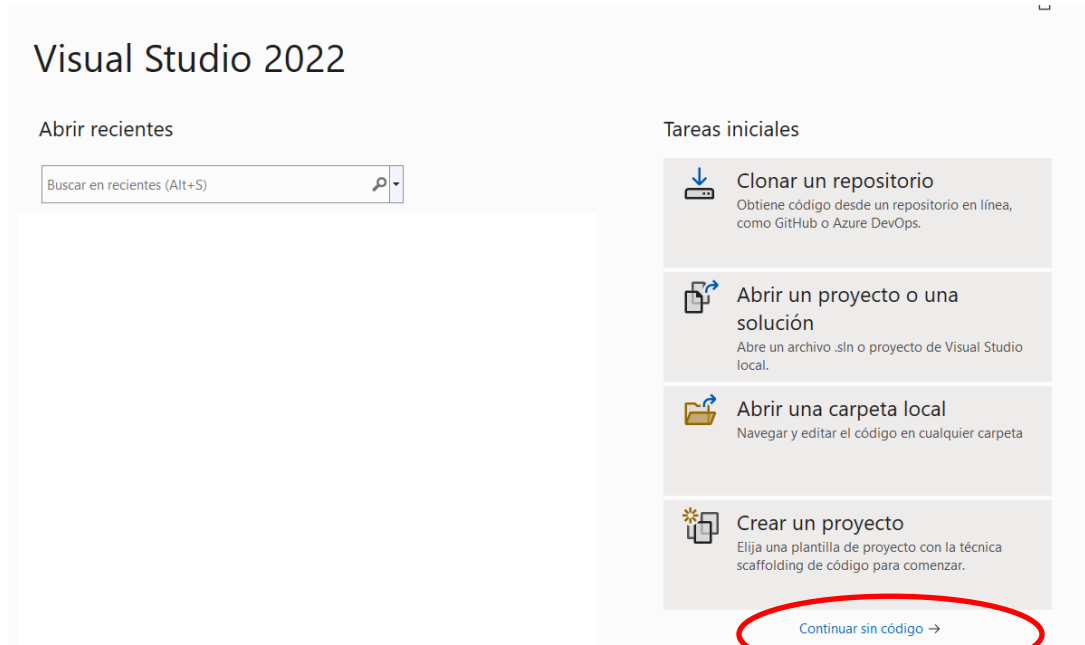 Visual Studio 2022
Abrir recientes
Buscar en recientes (Alt+S)
Tareas iniciales
Clonar un repositorio
Obtiene código desde un repositorio en línea,
como GitHub o Azure DevOps.
Abrir un proyecto o una
solución
Abre un archivo .sln o proyecto de Visual Studio
local.
Abrir una carpeta local
Navegar y editar el código en cualquier carpeta
Crear un proyecto
Elija una plantilla de proyecto con la técnica
scaffolding de código para comenzar.
Continuar sin código →